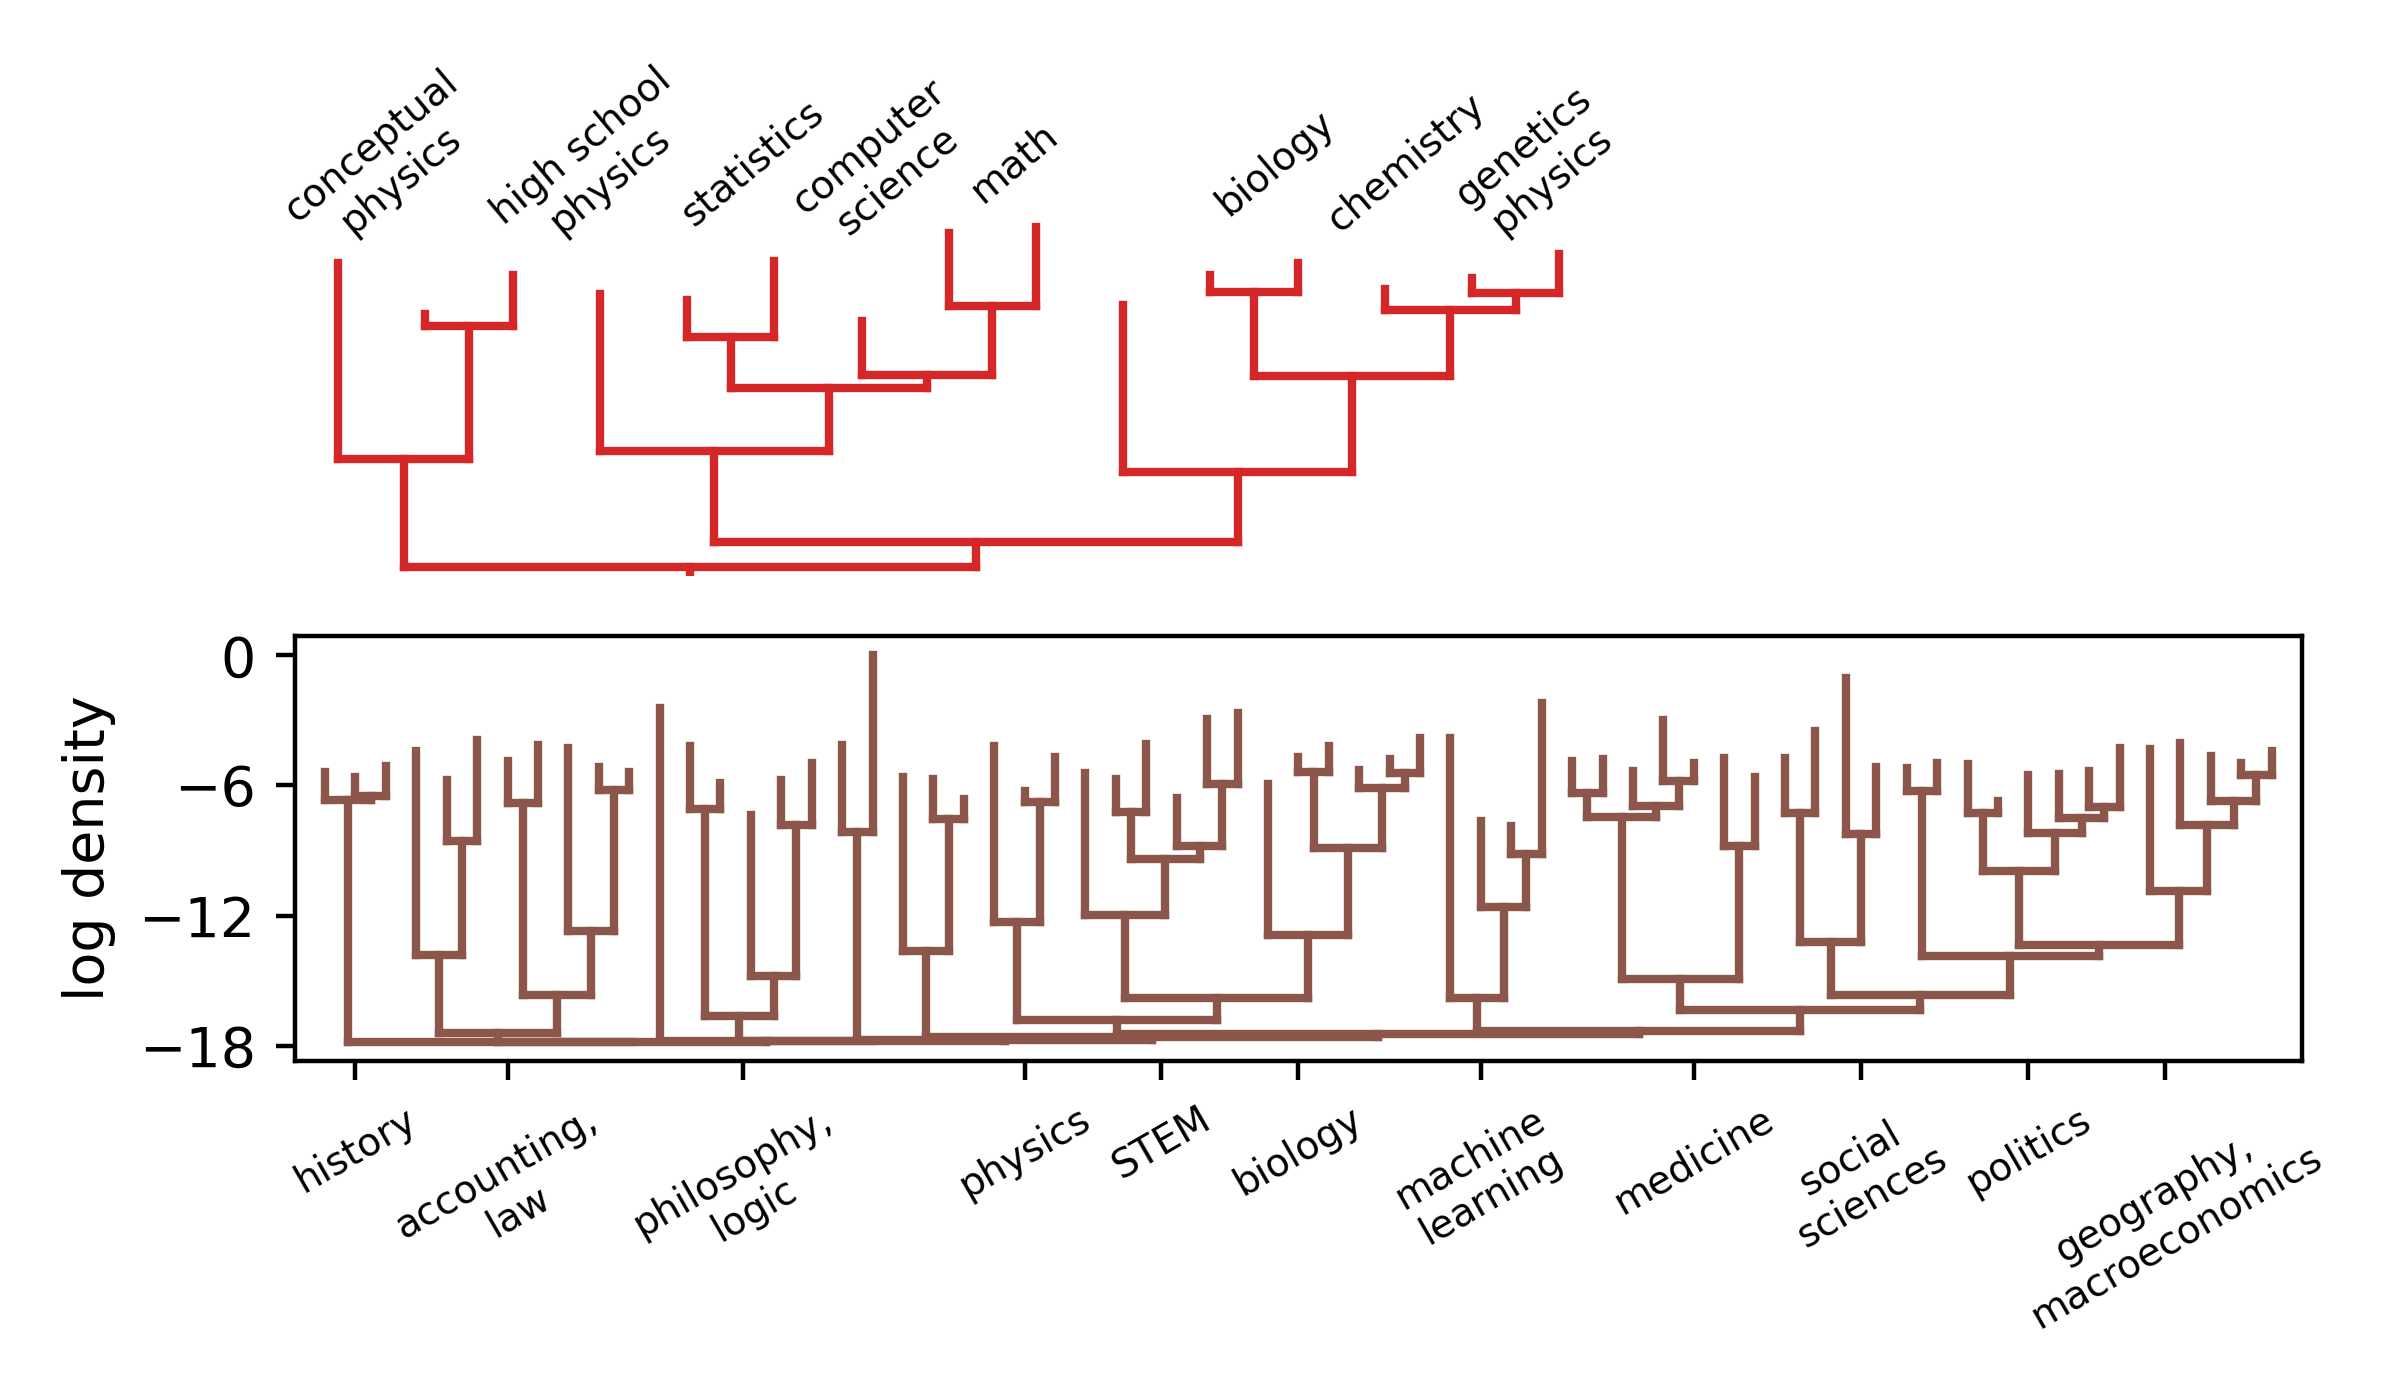 conceptual
physics
high school
physics
statistics
computer
science
math
biology
chemistry
genetics
physics
log density
0
−6
−12
−18
history
accounting,
law
philosophy,
logic
physics
STEM
biology
machine
learning
medicine
social
sciences
politics
geography,
macroeconomics